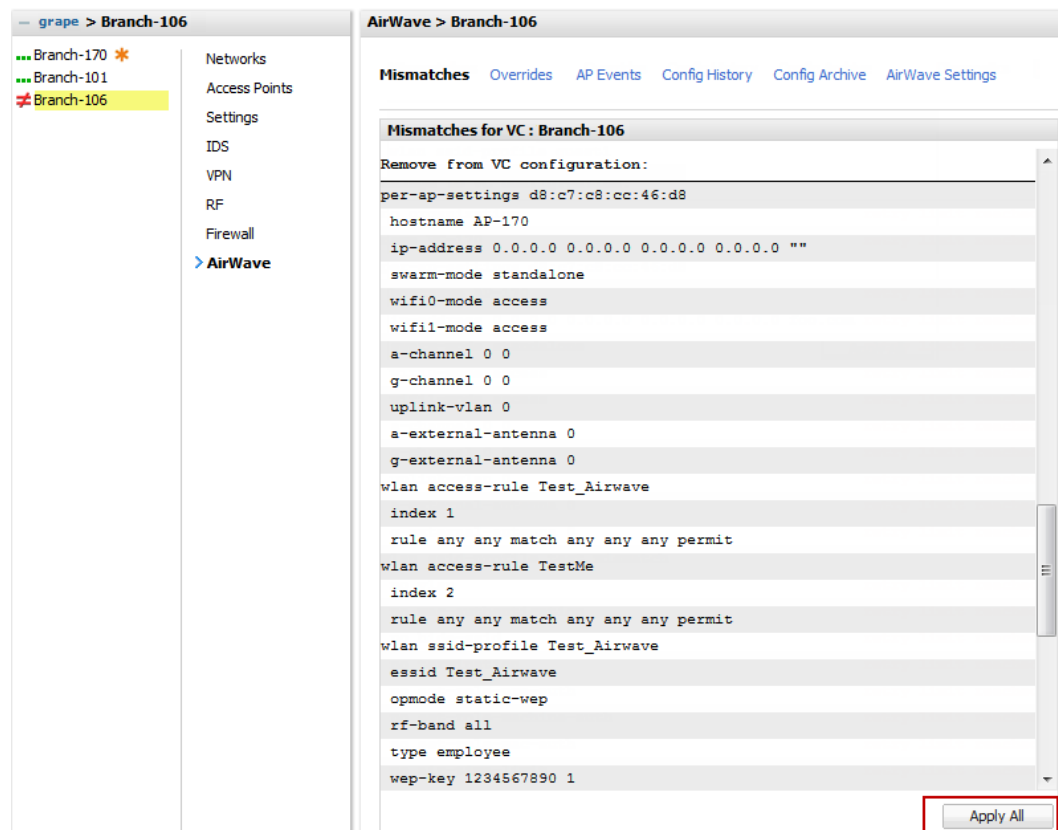 grape > Branch-106
Branch-170
Branch-101
Branch-106
Networks
Access Points
Settings
IDS
VPN
RF
Firewall
AirWave
AirWave > Branch-106
Mismatches Overrides AP Events Config History Config Archive AirWave Settings
Mismatches for VC : Branch-106
Remove from VC configuration:
per-ap-settings d8:c7:c8:cc:46:d8
hostname AP-170
ip-address 0.0.0.0 0.0.0.0 0.0.0.0 0.0.0.0 ""
swarm-mode standalone
wifi0-mode access
wifi1-mode access
a-channel 0 0
g-channel 0 0
uplink-vlan 0
a-external-antenna 0
g-external-antenna 0
wlan access-rule Test_Airwave
index 1
rule any any match any any any permit
wlan access-rule TestMe
index 2
rule any any match any any any permit
wlan ssid-profile Test_Airwave
essid Test_Airwave
opmode static-wep
rf-band all
type employee
wep-key 1234567890 1
Apply All